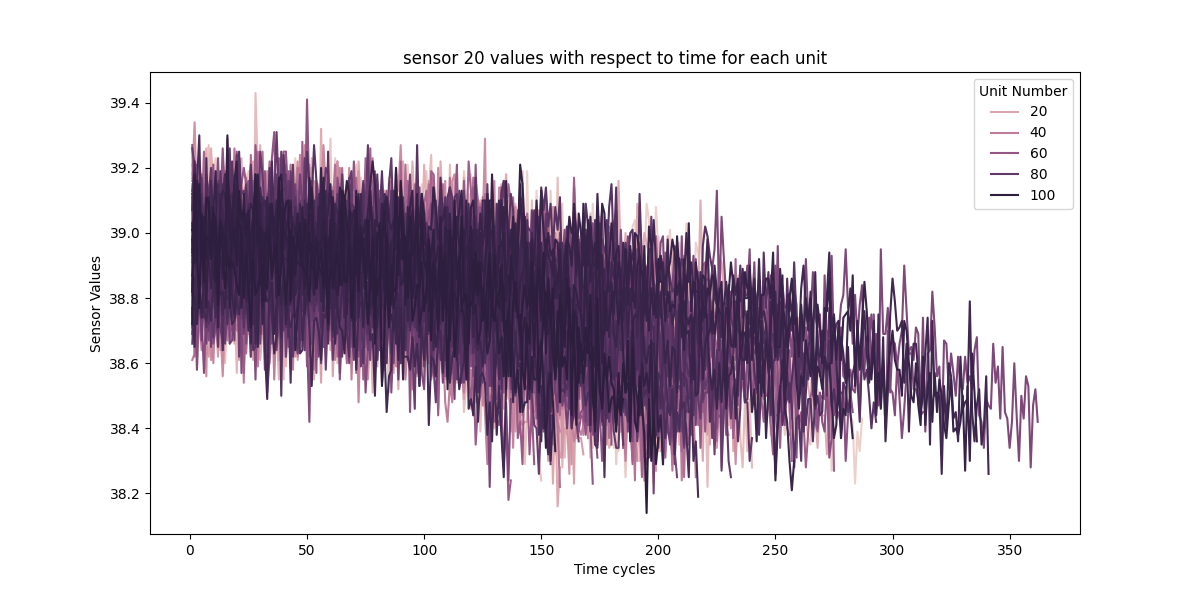 sensor 20 values with respect to time for each unit
Unit Number
20
40
60
80
100
39.4
39.2
39.0
38.8
38.6
38.4
38.2
Sensor Values
0 50 100 150 200 250 300 350
Time cycles